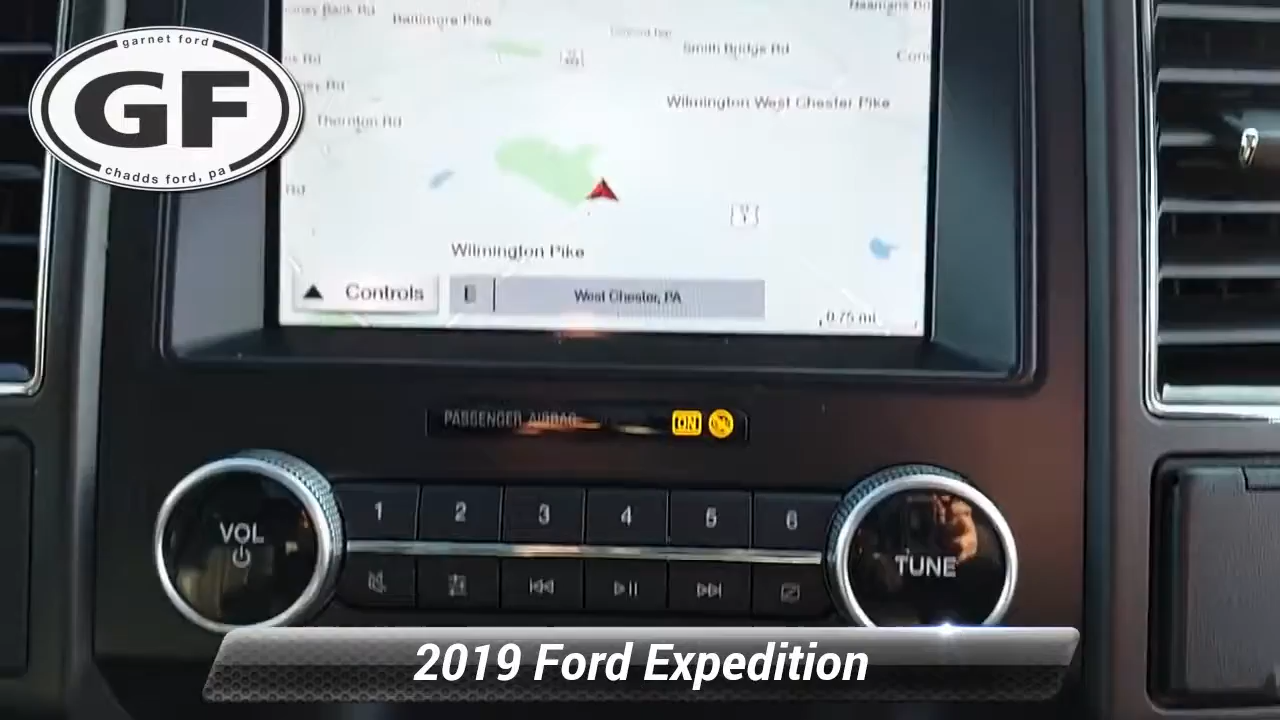 Baltimore Pike
garnet ford
GF
chadds ford, pa
Smith Bridge Rd
Wilmington West Chester Pike
Thornton Rd
Rd
Wilmington Pike
Controls
E
West Chester, PA
0.75 mi
PASSENGER AIRBAG
ON
1 2 3 4 5 6
VOL
TUNE
2019 Ford Expedition